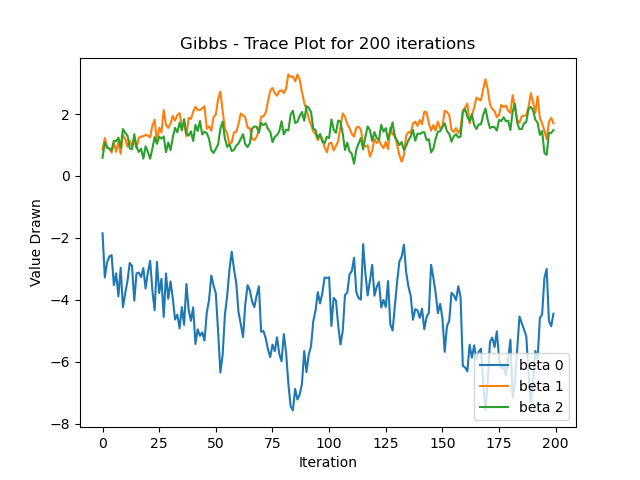 Gibbs - Trace Plot for 200 iterations
Value Drawn
2
0
−2
−4
−6
−8
0
25
50
75
100
125
150
175
200
Iteration
beta 0
beta 1
beta 2